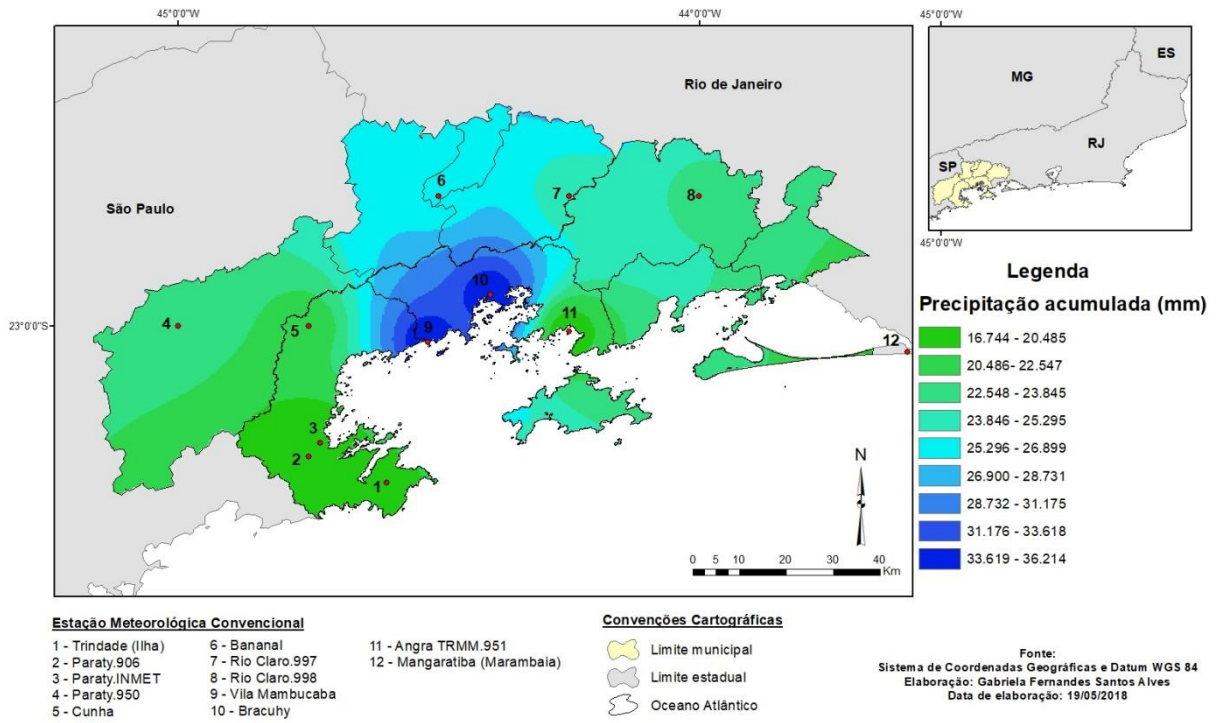 45°0'0"W
44°0'0"W
45°0'0"W
Rio de Janeiro
São Paulo
23°0'0"S
6
7
8
4
5
10
9
11
12
3
2
1
N
0 5 10 20 30 40
Km
MG
ES
SP
RJ
45°0'0"W
Legenda
Precipitação acumulada (mm)
16.744 - 20.485
20.486- 22.547
22.548 - 23.845
23.846 - 25.295
25.296 - 26.899
26.900 - 28.731
28.732 - 31.175
31.176 - 33.618
33.619 - 36.214
Estação Meteorológica Convencional
1 - Trindade (Ilha)
2 - Paraty.906
3 - Paraty.INMET
4 - Paraty.950
5 - Cunha
6 - Bananal
7 - Rio Claro.997
8 - Rio Claro.998
9 - Vila Mambucaba
10 - Bracuhy
11 - Angra TRMM.951
12 - Mangaratiba (Marambaia)
Convenções Cartográficas
Limite municipal
Limite estadual
Oceano Atlântico
Fonte:
Sistema de Coordenadas Geográficas e Datum WGS 84
Elaboração: Gabriela Fernandes Santos Alves
Data de elaboração: 19/05/2018